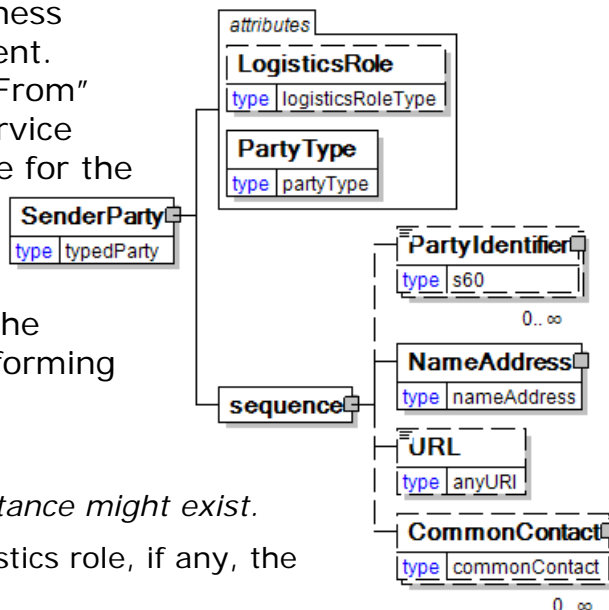 ness
ent.
From"
rvice
e for the
he
forming
tance might exist.
stics role, if any, the
attributes
LogisticsRole
type logisticsRoleType
PartyType
type partyType
SenderParty
type typedParty
sequence
PartyIdentifier
type s60
0.. ∞
NameAddress
type nameAddress
URL
type anyURI
CommonContact
type commonContact
0.. ∞